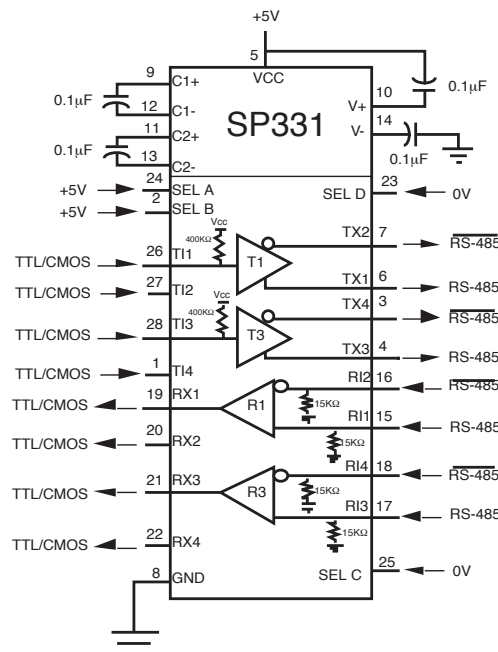 +5V
5
VCC
9
C1+
0.1µF
12
C1-
11
C2+
0.1µF
13
C2-
10
V+
0.1µF
14
V-
0.1µF
SP331
24
+5V
SEL A
2
+5V
SEL B
23
SEL D
0V
Vcc
400KΩ
26
TTL/CMOS
TI1
T1
TX2
7
RS-485
27
TTL/CMOS
TI2
TX1
6
RS-485
Vcc
400KΩ
28
TTL/CMOS
TI3
T3
TX4
3
RS-485
1
TTL/CMOS
TI4
TX3
4
RS-485
19
TTL/CMOS
RX1
R1
RI2
16
RS-485
15KΩ
20
TTL/CMOS
RX2
RI1
15
RS-485
15KΩ
21
TTL/CMOS
RX3
R3
RI4
18
RS-485
15KΩ
RI3
17
RS-485
15KΩ
22
TTL/CMOS
RX4
8
GND
25
SEL C
0V